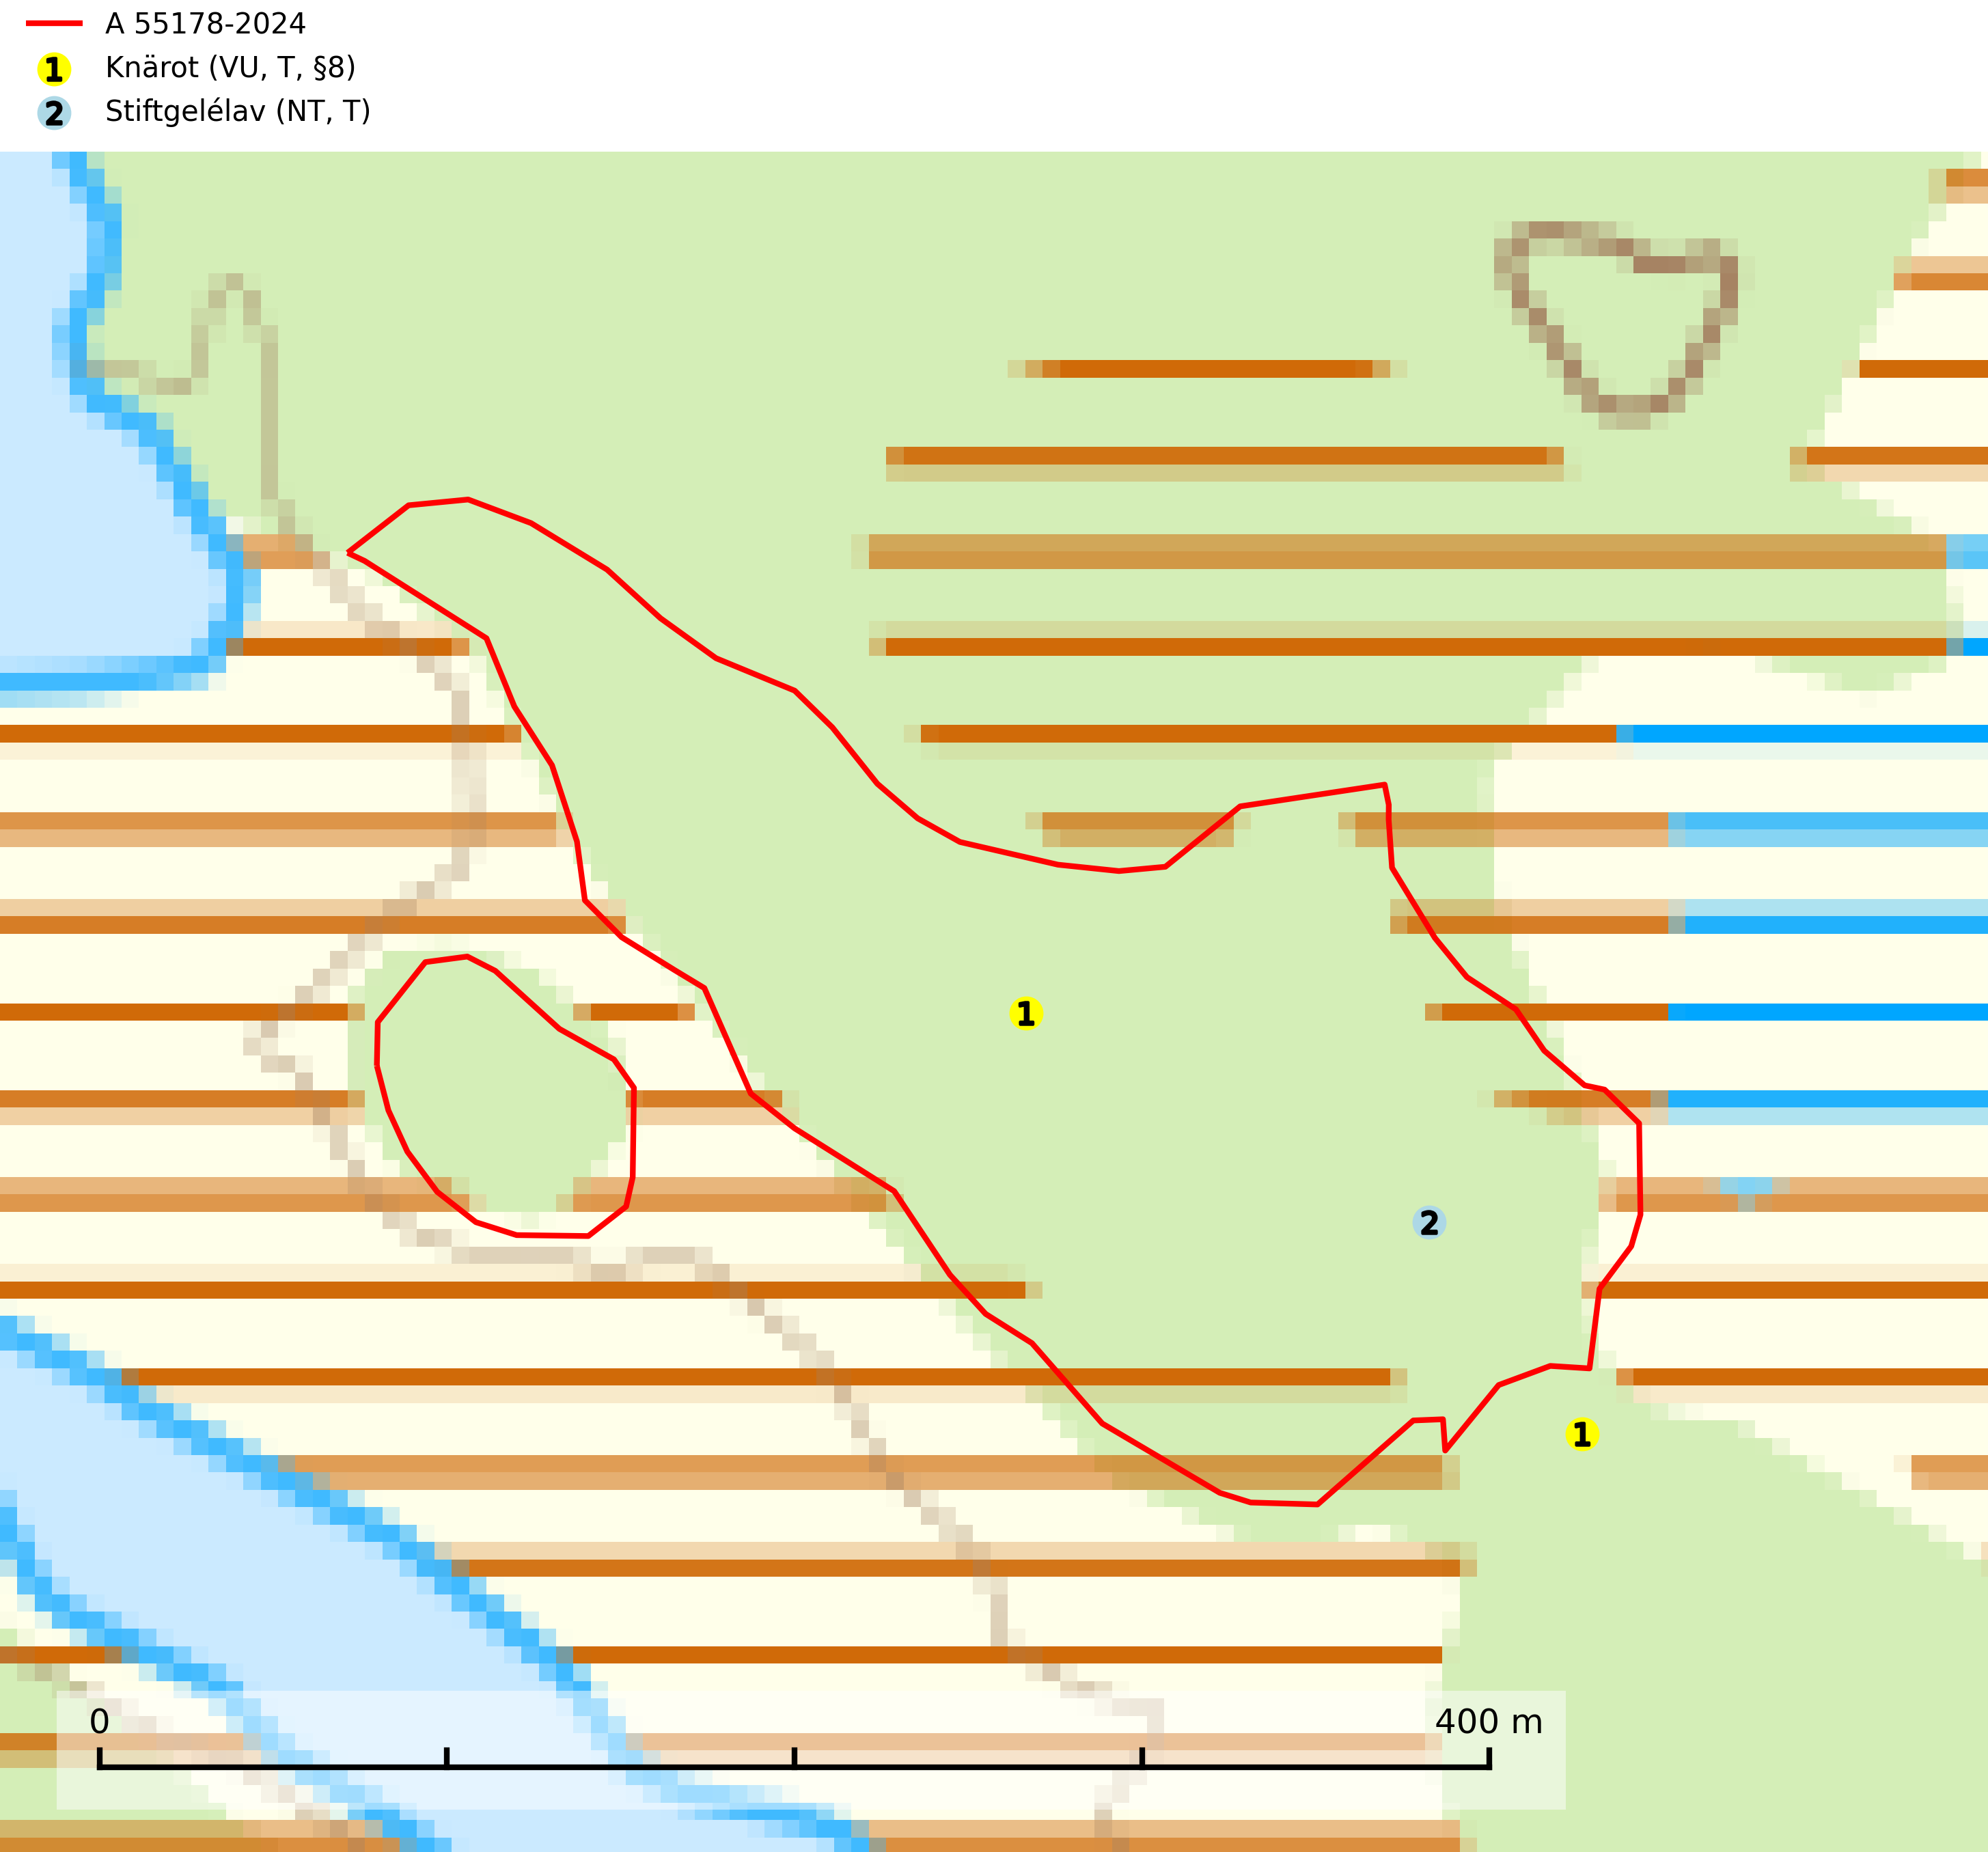 A 55178-2024
1 Knärot (VU, T, §8)
2 Stiftgelélav (NT, T)
1
2
1
0 400 m